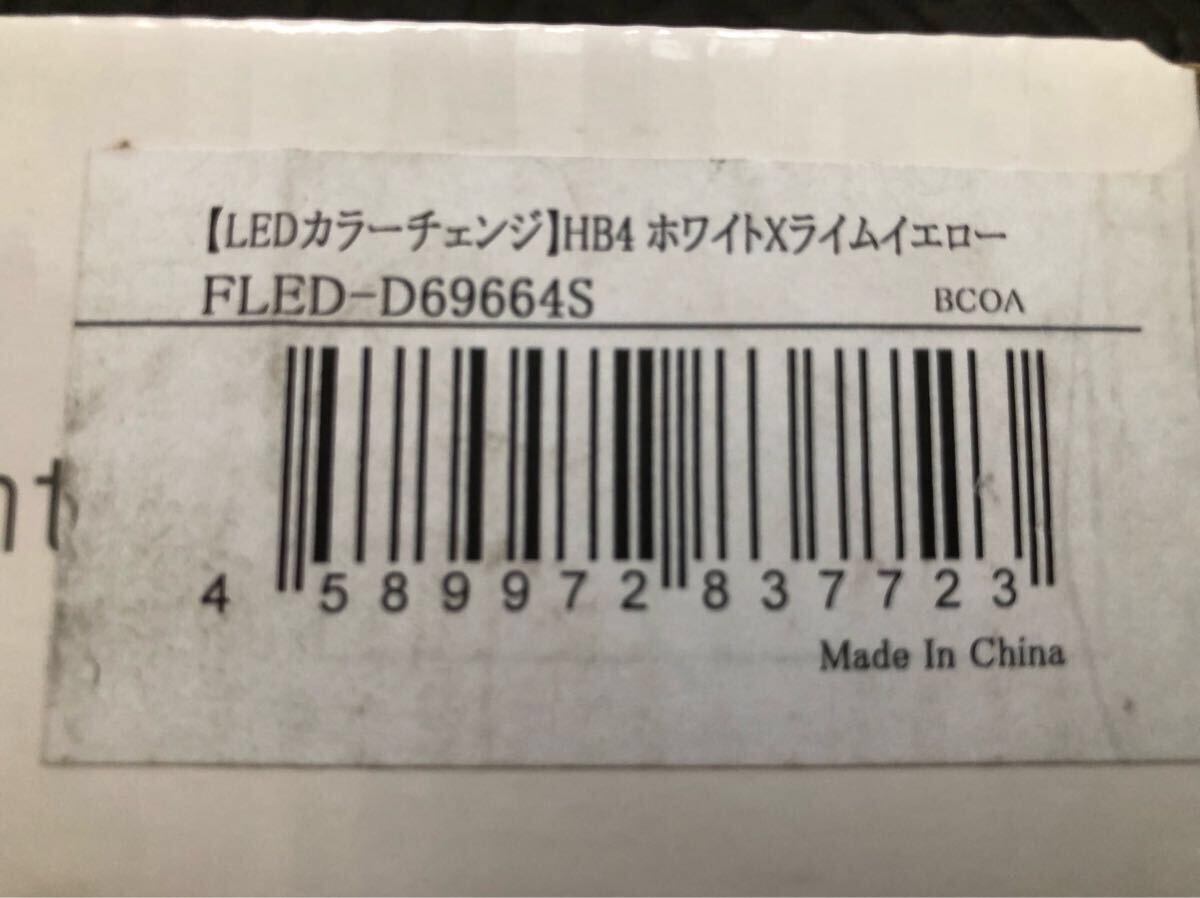 【LEDカラーチェンジ】HB4 ホワイトXライムイエロー
FLED-D69664S BCOA
nt
4 589972 837723
Made In China